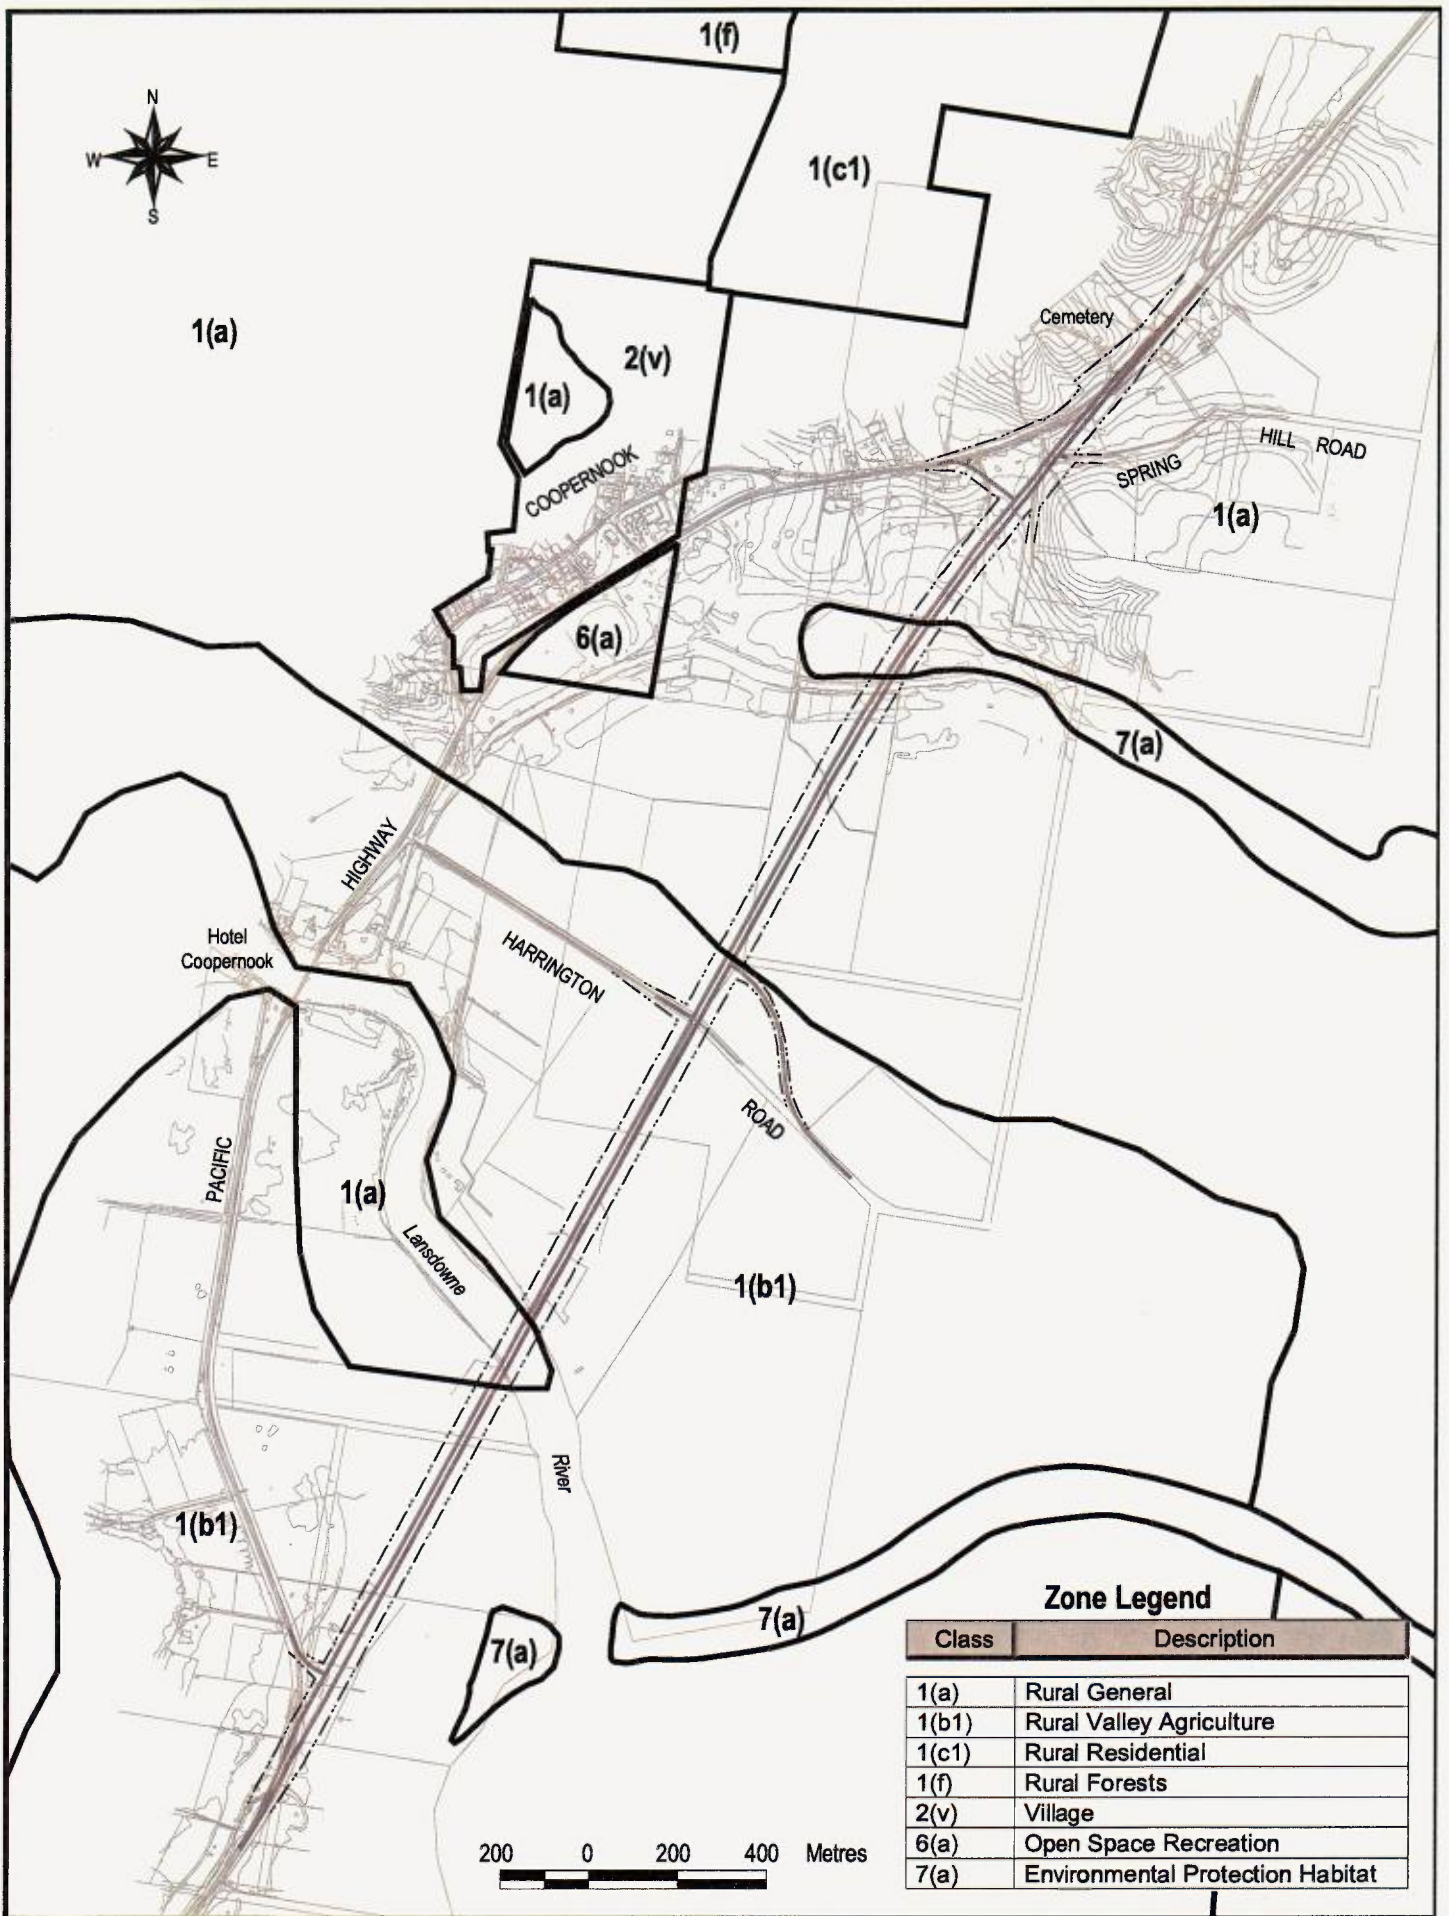 1(f)
N
W E
S
1(c1)
Cemetery
1(a)
2(v)
1(a)
HILL ROAD
COOPERNOOK
SPRING
1(a)
6(a)
7(a)
HIGHWAY
Hotel
Coopernook
HARRINGTON
ROAD
PACIFIC
1(a)
Lansdowne
1(b1)
River
1(b1)
7(a)
7(a)
Zone Legend
Class Description
1(a) Rural General
1(b1) Rural Valley Agriculture
1(c1) Rural Residential
1(f) Rural Forests
2(v) Village
6(a) Open Space Recreation
7(a) Environmental Protection Habitat
200 0 200 400 Metres